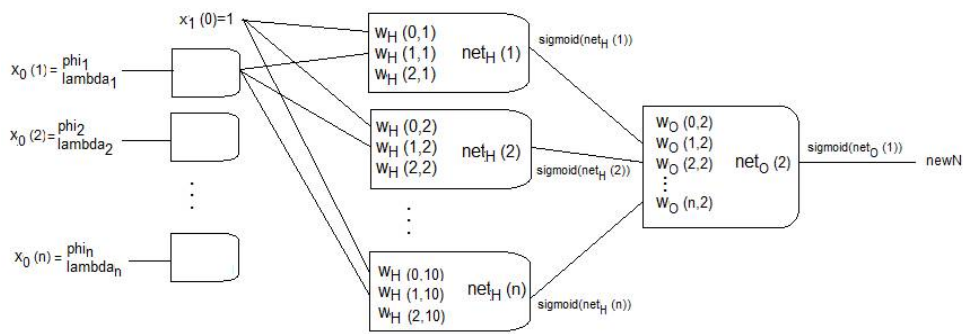 x1 (0)=1
x0 (1) = phi1
lambda1
x0 (2) = phi2
lambda2
x0 (n) = phin
lambdan
wH (0,1)
wH (1,1)
wH (2,1)
netH (1)
sigmoid(netH (1))
wH (0,2)
wH (1,2)
wH (2,2)
netH (2)
sigmoid(netH (2))
wH (0,10)
wH (1,10)
wH (2,10)
netH (n)
sigmoid(netH (n))
wO (0,2)
wO (1,2)
wO (2,2)
wO (n,2)
netO (2)
sigmoid(netO (1))
newN